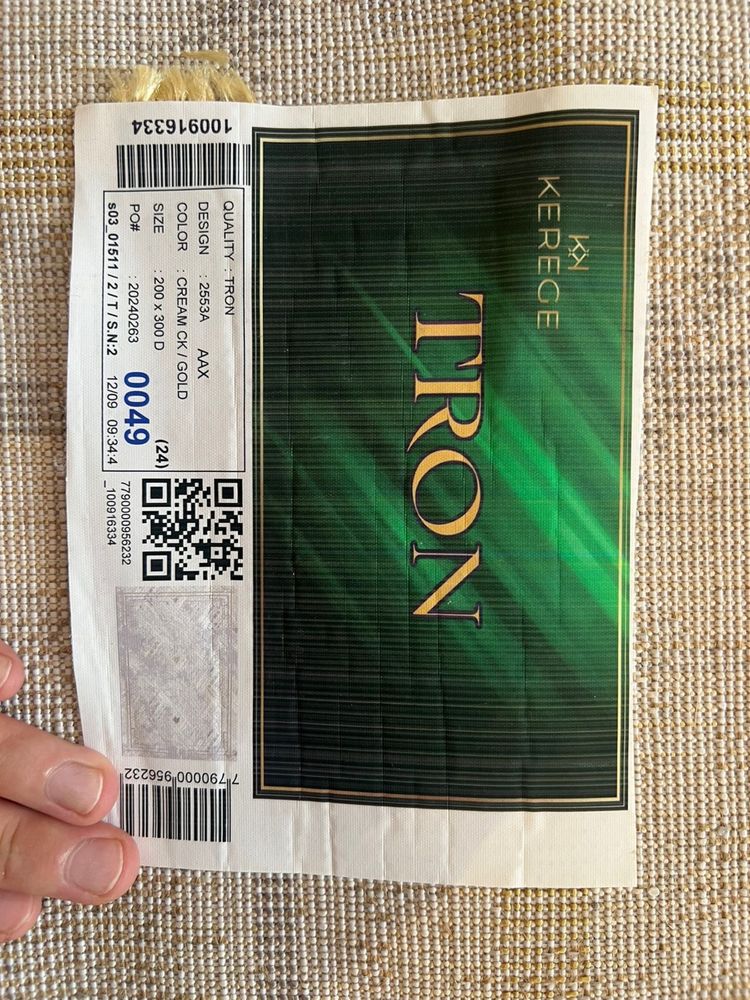 KEREGE
TRON
100916334
QUALITY : TRON
DESIGN : 2553A AAX
COLOR : CREAM CK / GOLD
SIZE : 200 x 300 D (24)
PO# : 20240263 0049
s03_01511 / 2 / T / S.N:2 12/09 09:34:4
7790000956232
_100916334
7 790000 956232